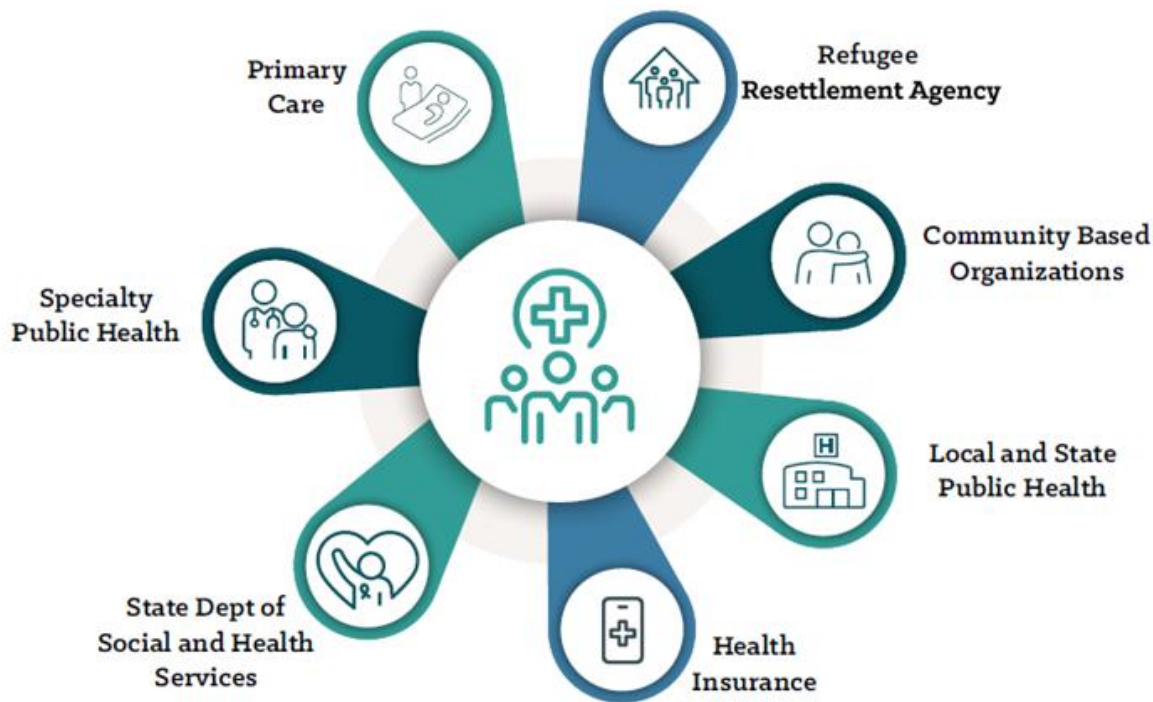 Primary
Care
Refugee
Resettlement Agency
Community Based
Organizations
Specialty
Public Health
H
Local and State
Public Health
State Dept of
Social and Health
Services
Health
Insurance